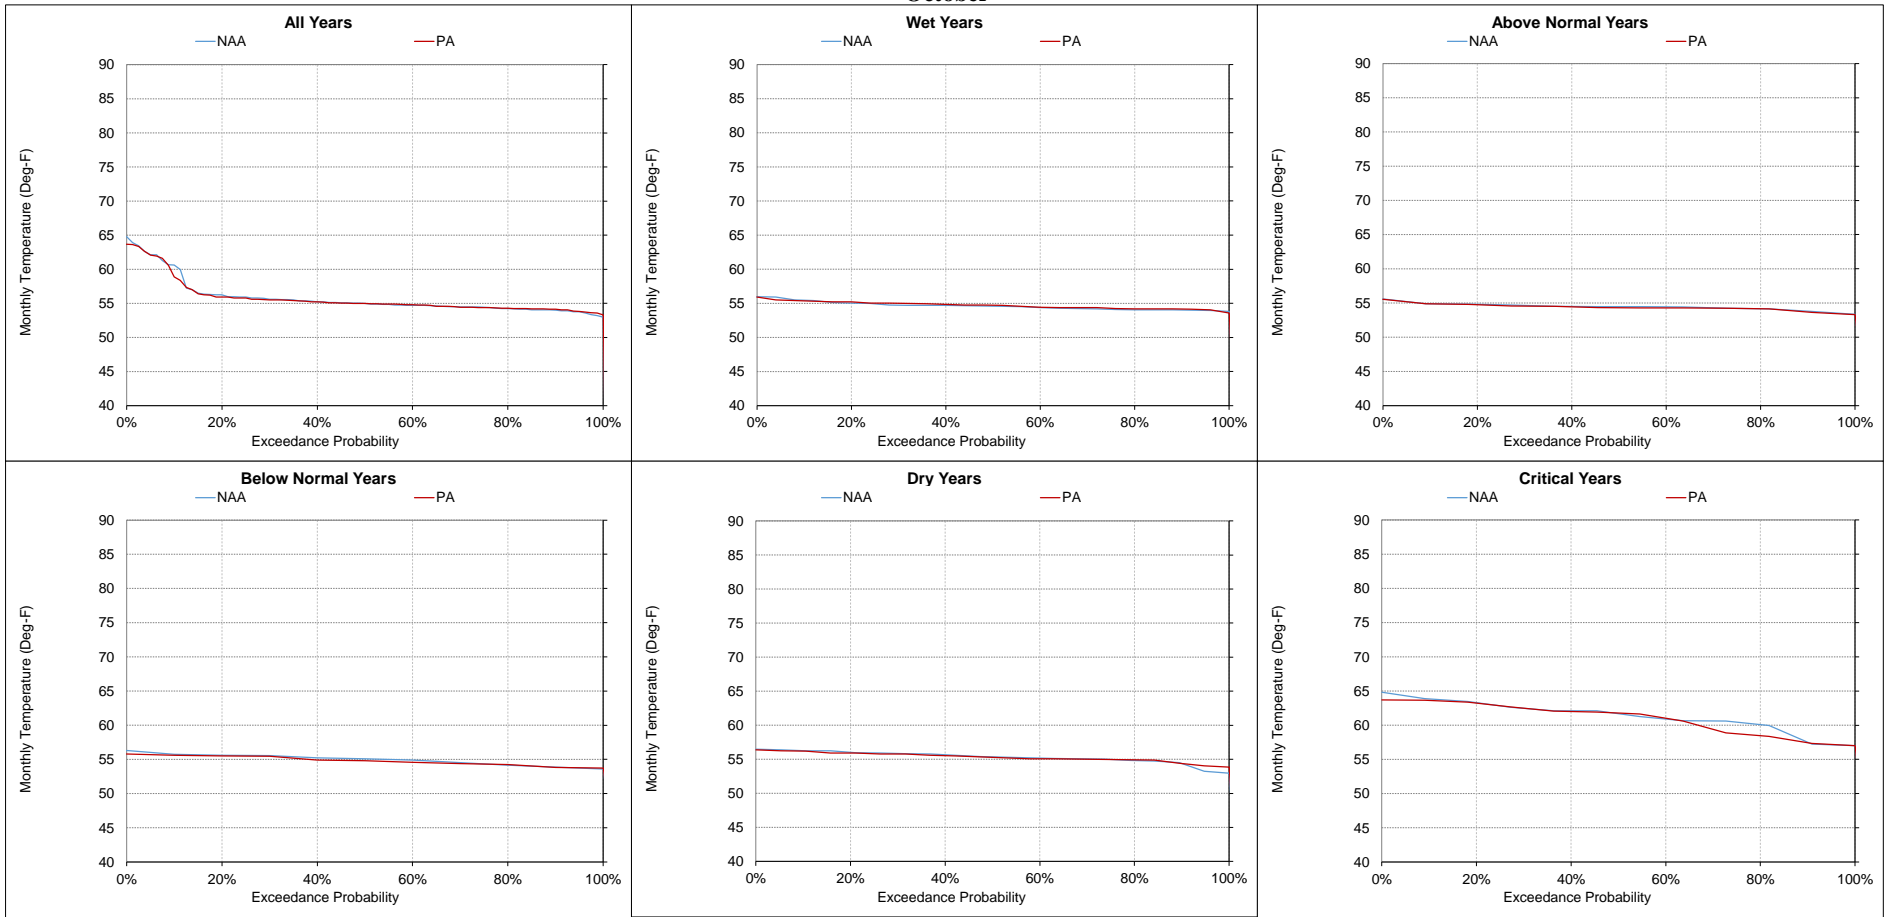 All Years
NAA PA
90
85
80
75
70
65
60
55
50
45
40
0% 20% 40% 60% 80% 100%
Monthly Temperature (Deg-F)
Exceedance Probability
Wet Years
NAA PA
90
85
80
75
70
65
60
55
50
45
40
0% 20% 40% 60% 80% 100%
Monthly Temperature (Deg-F)
Exceedance Probability
Above Normal Years
NAA PA
90
85
80
75
70
65
60
55
50
45
40
0% 20% 40% 60% 80% 100%
Monthly Temperature (Deg-F)
Exceedance Probability
Below Normal Years
NAA PA
90
85
80
75
70
65
60
55
50
45
40
0% 20% 40% 60% 80% 100%
Monthly Temperature (Deg-F)
Exceedance Probability
Dry Years
NAA PA
90
85
80
75
70
65
60
55
50
45
40
0% 20% 40% 60% 80% 100%
Monthly Temperature (Deg-F)
Exceedance Probability
Critical Years
NAA PA
90
85
80
75
70
65
60
55
50
45
40
0% 20% 40% 60% 80% 100%
Monthly Temperature (Deg-F)
Exceedance Probability